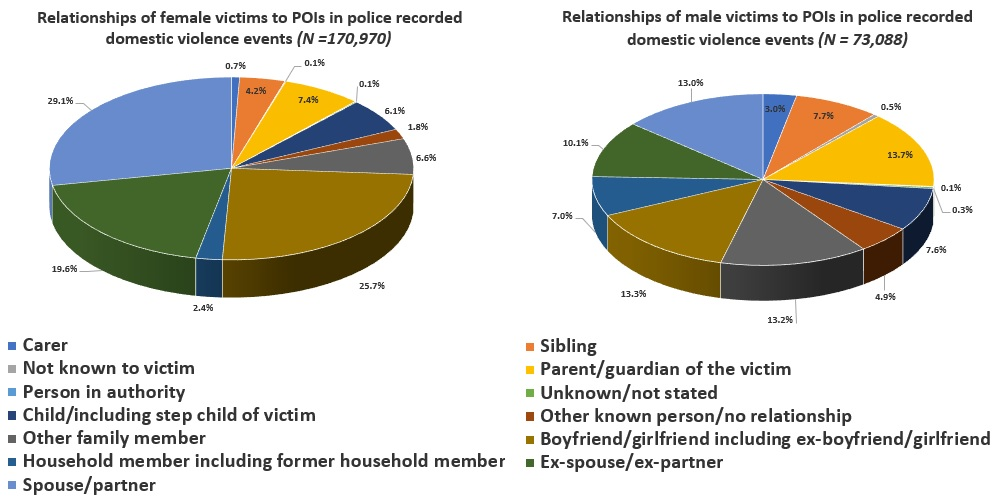 Relationships of female victims to POIs in police recorded
domestic violence events (N =170,970)
0.7%
4.2%
0.1%
7.4%
0.1%
6.1%
1.8%
6.6%
25.7%
2.4%
19.6%
29.1%
Relationships of male victims to POIs in police recorded
domestic violence events (N = 73,088)
3.0%
7.7%
0.5%
13.7%
0.1%
0.3%
7.6%
4.9%
13.2%
13.3%
7.0%
10.1%
13.0%
Carer
Sibling
Not known to victim
Parent/guardian of the victim
Person in authority
Unknown/not stated
Child/including step child of victim
Other known person/no relationship
Other family member
Boyfriend/girlfriend including ex-boyfriend/girlfriend
Household member including former household member
Ex-spouse/ex-partner
Spouse/partner